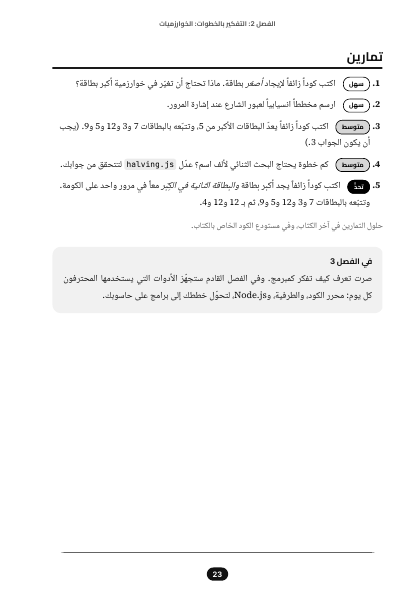 الفصل 2: التفكير بالخطوات: الخوارزميات
تمارين
1. سهل اكتب كوداً زائفاً لإيجاد أصغر بطاقة. ماذا تحتاج أن تغيّر في خوارزمية أكبر بطاقة؟
2. سهل ارسم مخططاً انسيابياً لعبور الشارع عند إشارة المرور.
3. متوسط اكتب كوداً زائفاً يعدّ البطاقات الأكبر من 5، وتتبّعه بالبطاقات 7 و3 و12 و5 و9. (يجب
أن يكون الجواب 3.)
4. متوسط كم خطوة يحتاج البحث الثنائي لألف اسم؟ عدّل halving.js لتتحقق من جوابك.
5. تحدٍّ اكتب كوداً زائفاً يجد أكبر بطاقة والبطاقة الثانية في الكِبَر معاً في مرور واحد على الكومة.
وتتبّعه بالبطاقات 7 و3 و12 و5 و9، ثم بـ 12 و12 و4.
حلول التمارين في آخر الكتاب، وفي مستودع الكود الخاص بالكتاب.
في الفصل 3
صرت تعرف كيف تفكر كمبرمج. وفي الفصل القادم ستجهّز الأدوات التي يستخدمها المحترفون
كل يوم: محرر الكود، والطرفية، وNode.js، لتحوّل خططك إلى برامج على حاسوبك.
23